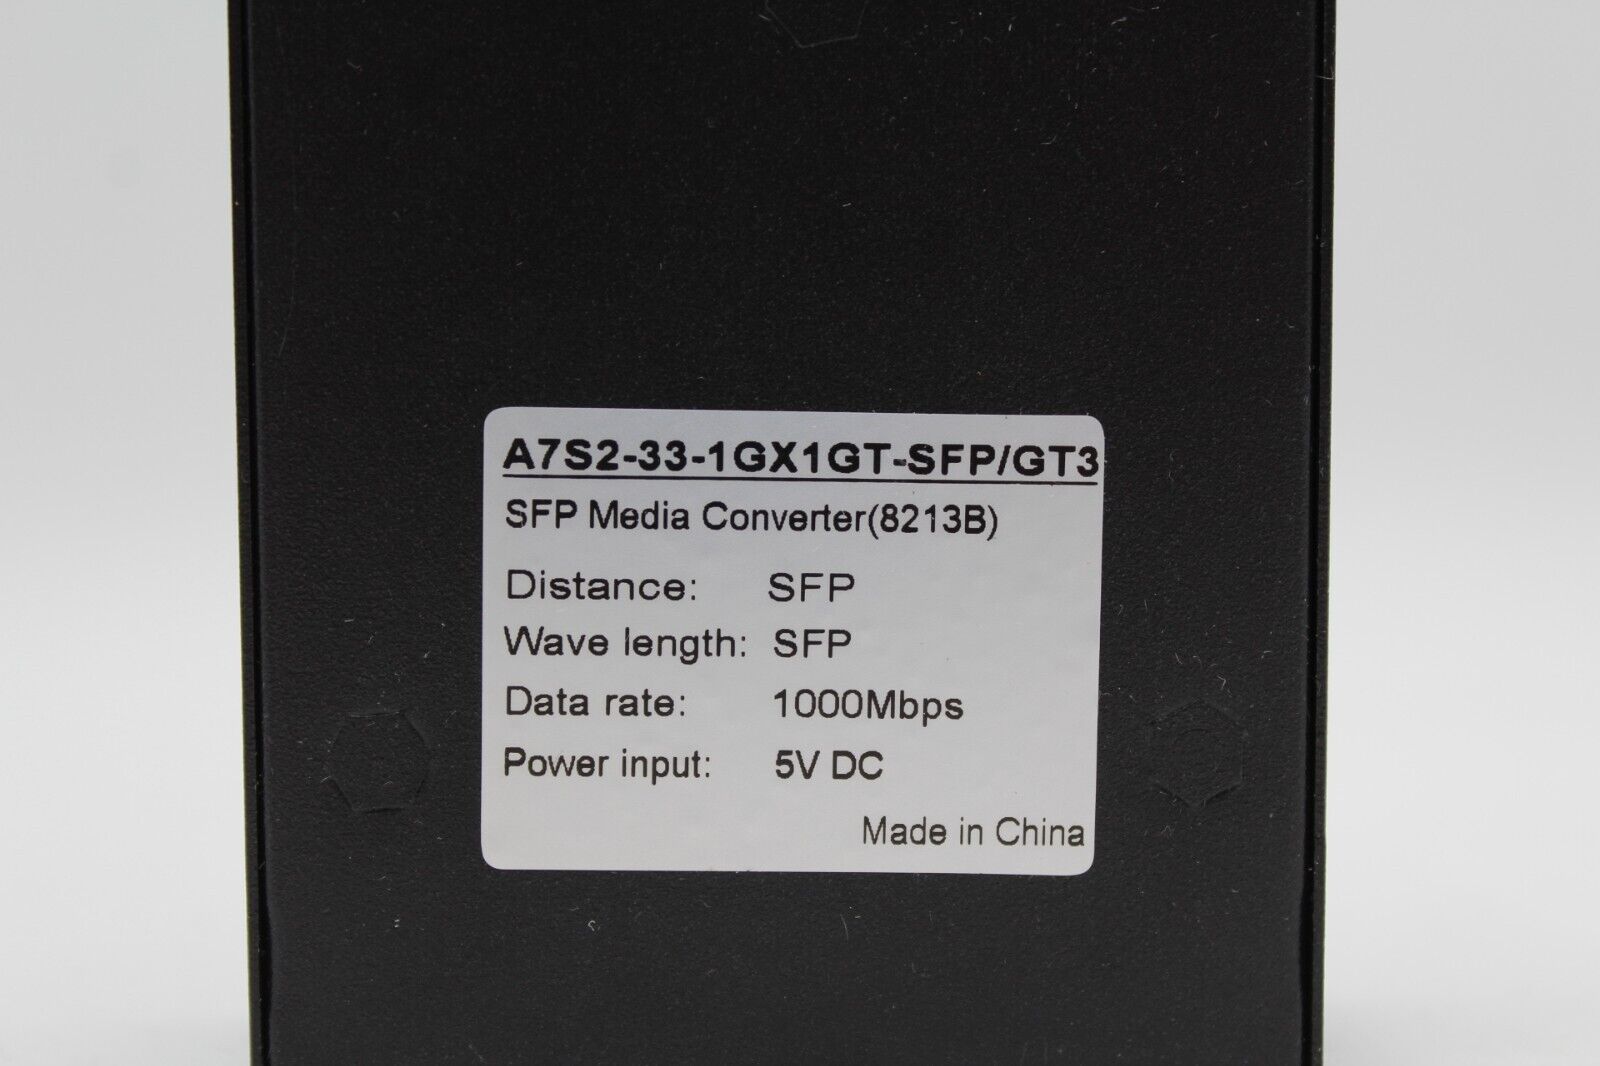 A7S2-33-1GX1GT-SFP/GT3
SFP Media Converter(8213B)
Distance: SFP
Wave length: SFP
Data rate: 1000Mbps
Power input: 5V DC
Made in China